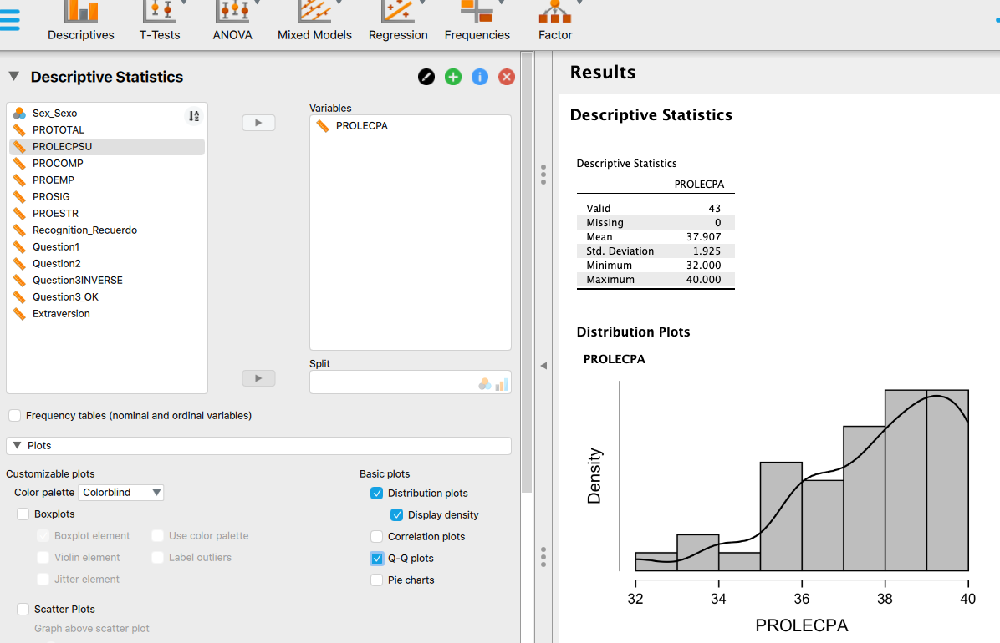 Descriptives
T-Tests
ANOVA
Mixed Models
Regression
Frequencies
Factor
Descriptive Statistics
Sex_Sexo
PROTOTAL
PROLECPSU
PROCOMP
PROEMP
PROSIG
PROESTR
Recognition_Recuerdo
Question1
Question2
Question3INVERSE
Question3_OK
Extraversion
Variables
PROLECPA
Split
Frequency tables (nominal and ordinal variables)
Plots
Customizable plots
Color palette Colorblind
Boxplots
Boxplot element Use color palette
Violin element Label outliers
Jitter element
Scatter Plots
Graph above scatter plot
Basic plots
Distribution plots
Display density
Correlation plots
Q-Q plots
Pie charts
Results
Descriptive Statistics
Descriptive Statistics
PROLECPA
Valid 43
Missing 0
Mean 37.907
Std. Deviation 1.925
Minimum 32.000
Maximum 40.000
Distribution Plots
PROLECPA
Density
32 34 36 38 40
PROLECPA